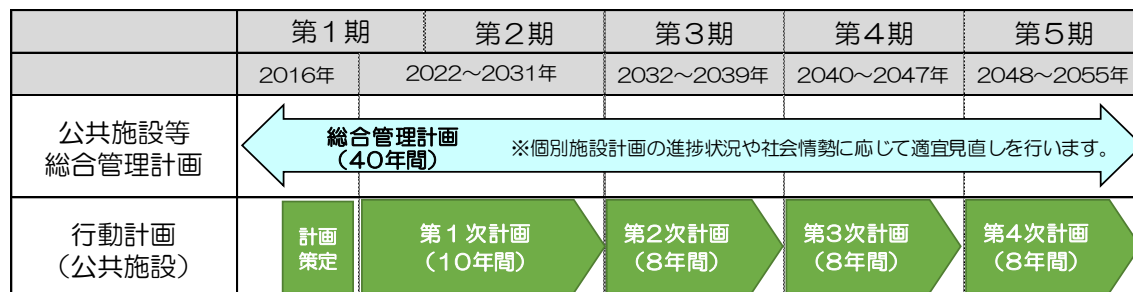 第1期 第2期 第3期 第4期 第5期
2016年 2022～2031年 2032～2039年 2040～2047年 2048～2055年
公共施設等
総合管理計画
総合管理計画
（40年間）
※個別施設計画の進捗状況や社会情勢に応じて適宜見直しを行います。
行動計画
（公共施設）
計画
策定
第１次計画
（10年間）
第2次計画
（8年間）
第3次計画
（8年間）
第4次計画
（8年間）